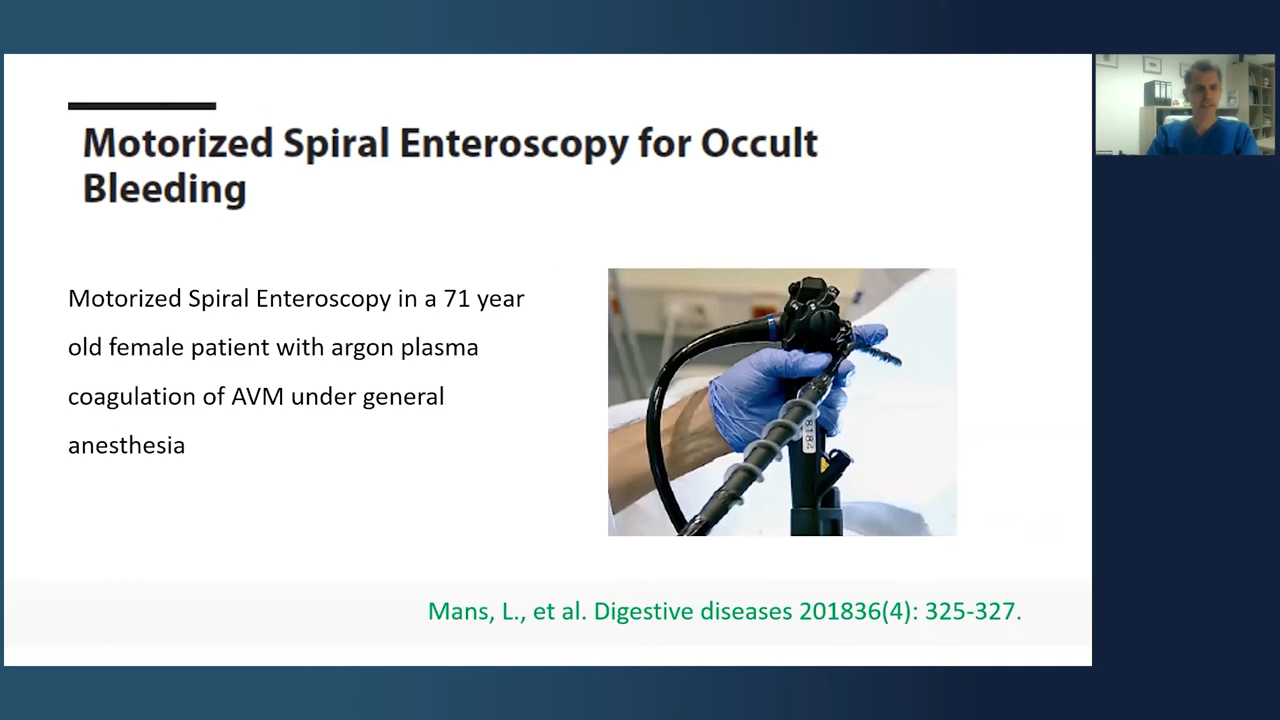 Motorized Spiral Enteroscopy for Occult
Bleeding
Motorized Spiral Enteroscopy in a 71 year
old female patient with argon plasma
coagulation of AVM under general
anesthesia
8184
Mans, L., et al. Digestive diseases 201836(4): 325-327.